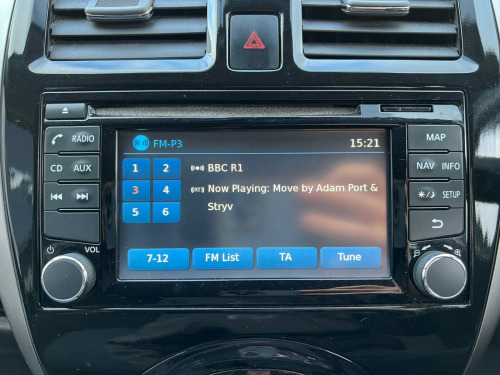 FM-P3 15:21
RADIO
MAP
1 2
BBC R1
CD AUX
3 4
RT Now Playing: Move by Adam Port &
NAV INFO
Stryv
5 6
SETUP
VOL
7-12 FM List TA Tune